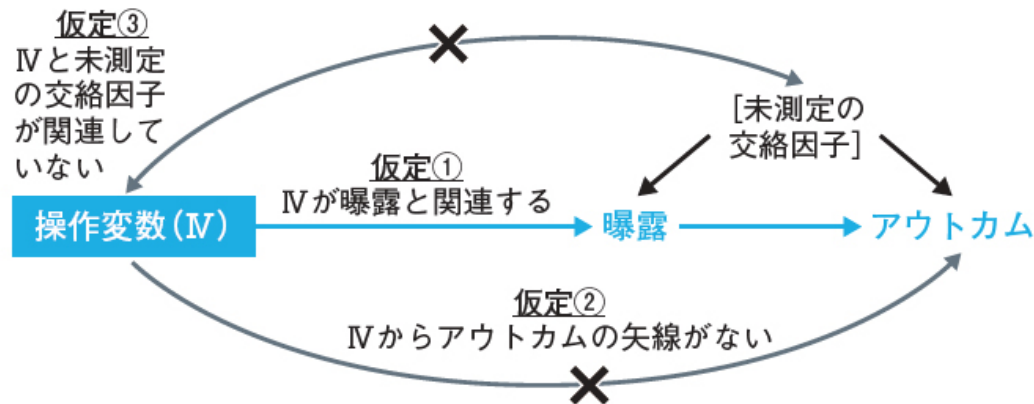 仮定③
Ⅳと未測定
の交絡因子
が関連して
いない
[未測定の
交絡因子]
仮定①
Ⅳが曝露と関連する
操作変数(Ⅳ)
曝露
アウトカム
仮定②
Ⅳからアウトカムの矢線がない